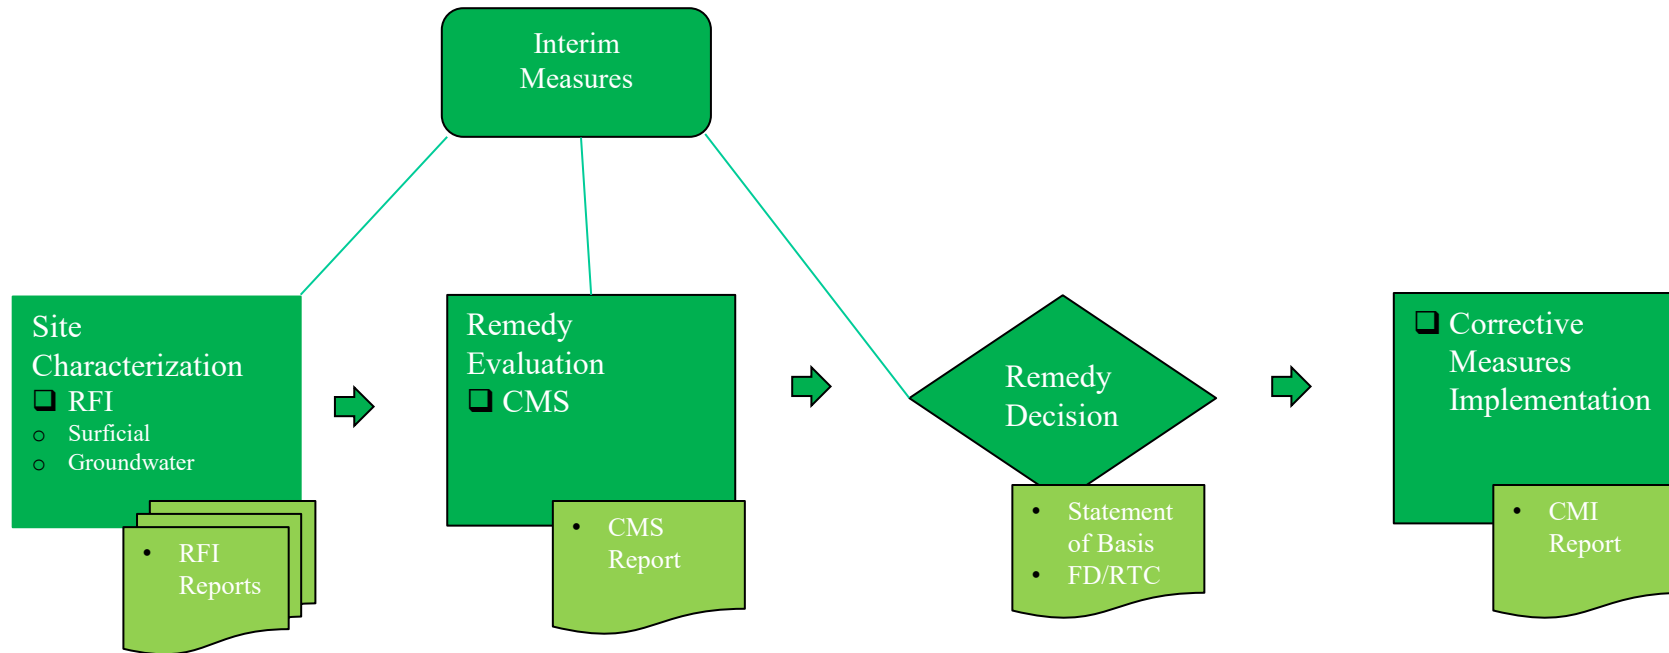 Interim
Measures
Site
Characterization
❑ RFI
o Surficial
o Groundwater
• RFI
Reports
Remedy
Evaluation
❑ CMS
• CMS
Report
Remedy
Decision
• Statement
of Basis
• FD/RTC
❑ Corrective
Measures
Implementation
• CMI
Report